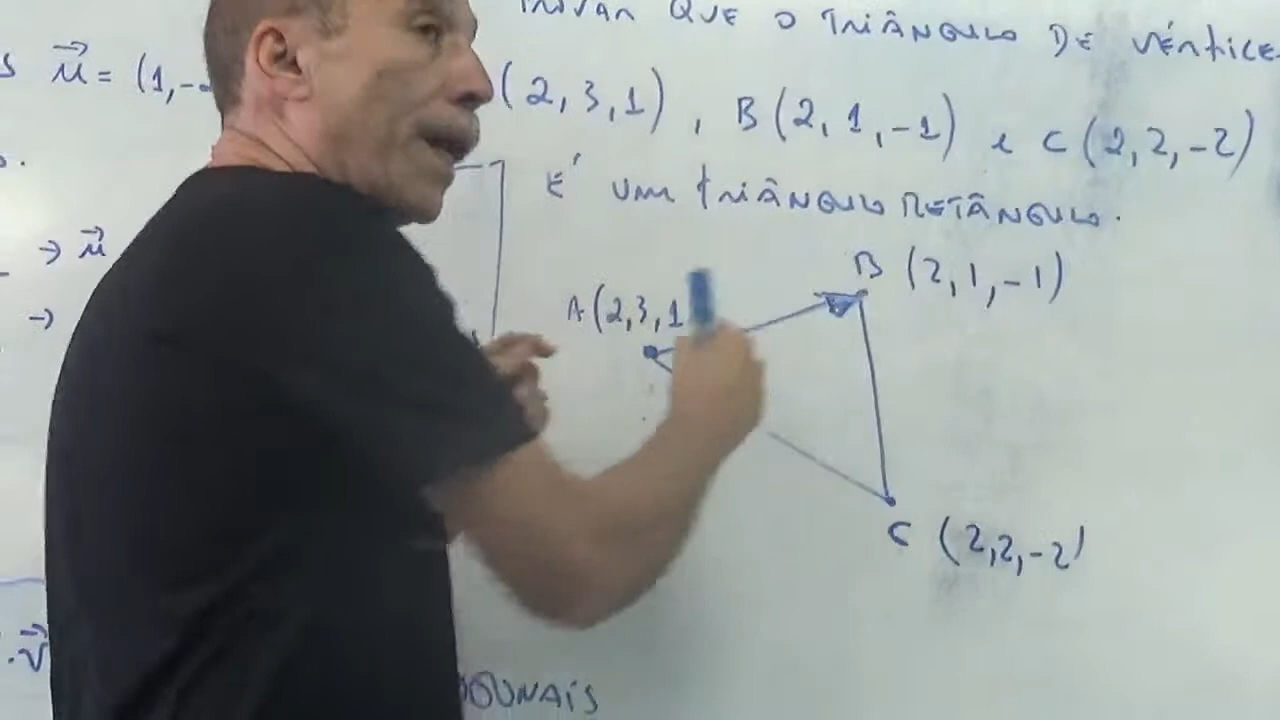 PROVAR QUE O TRIÂNGULO DE VÉRTICE
S u⃗ = (1,-
(2, 3, 1), B(2, 1, -1) e C(2, 2, -2)
É UM TRIÂNGULO RETÂNGULO.
→ u⃗
→
B (2, 1, -1)
A(2,3,1
C (2,2,-2)
. v⃗
OGONAIS